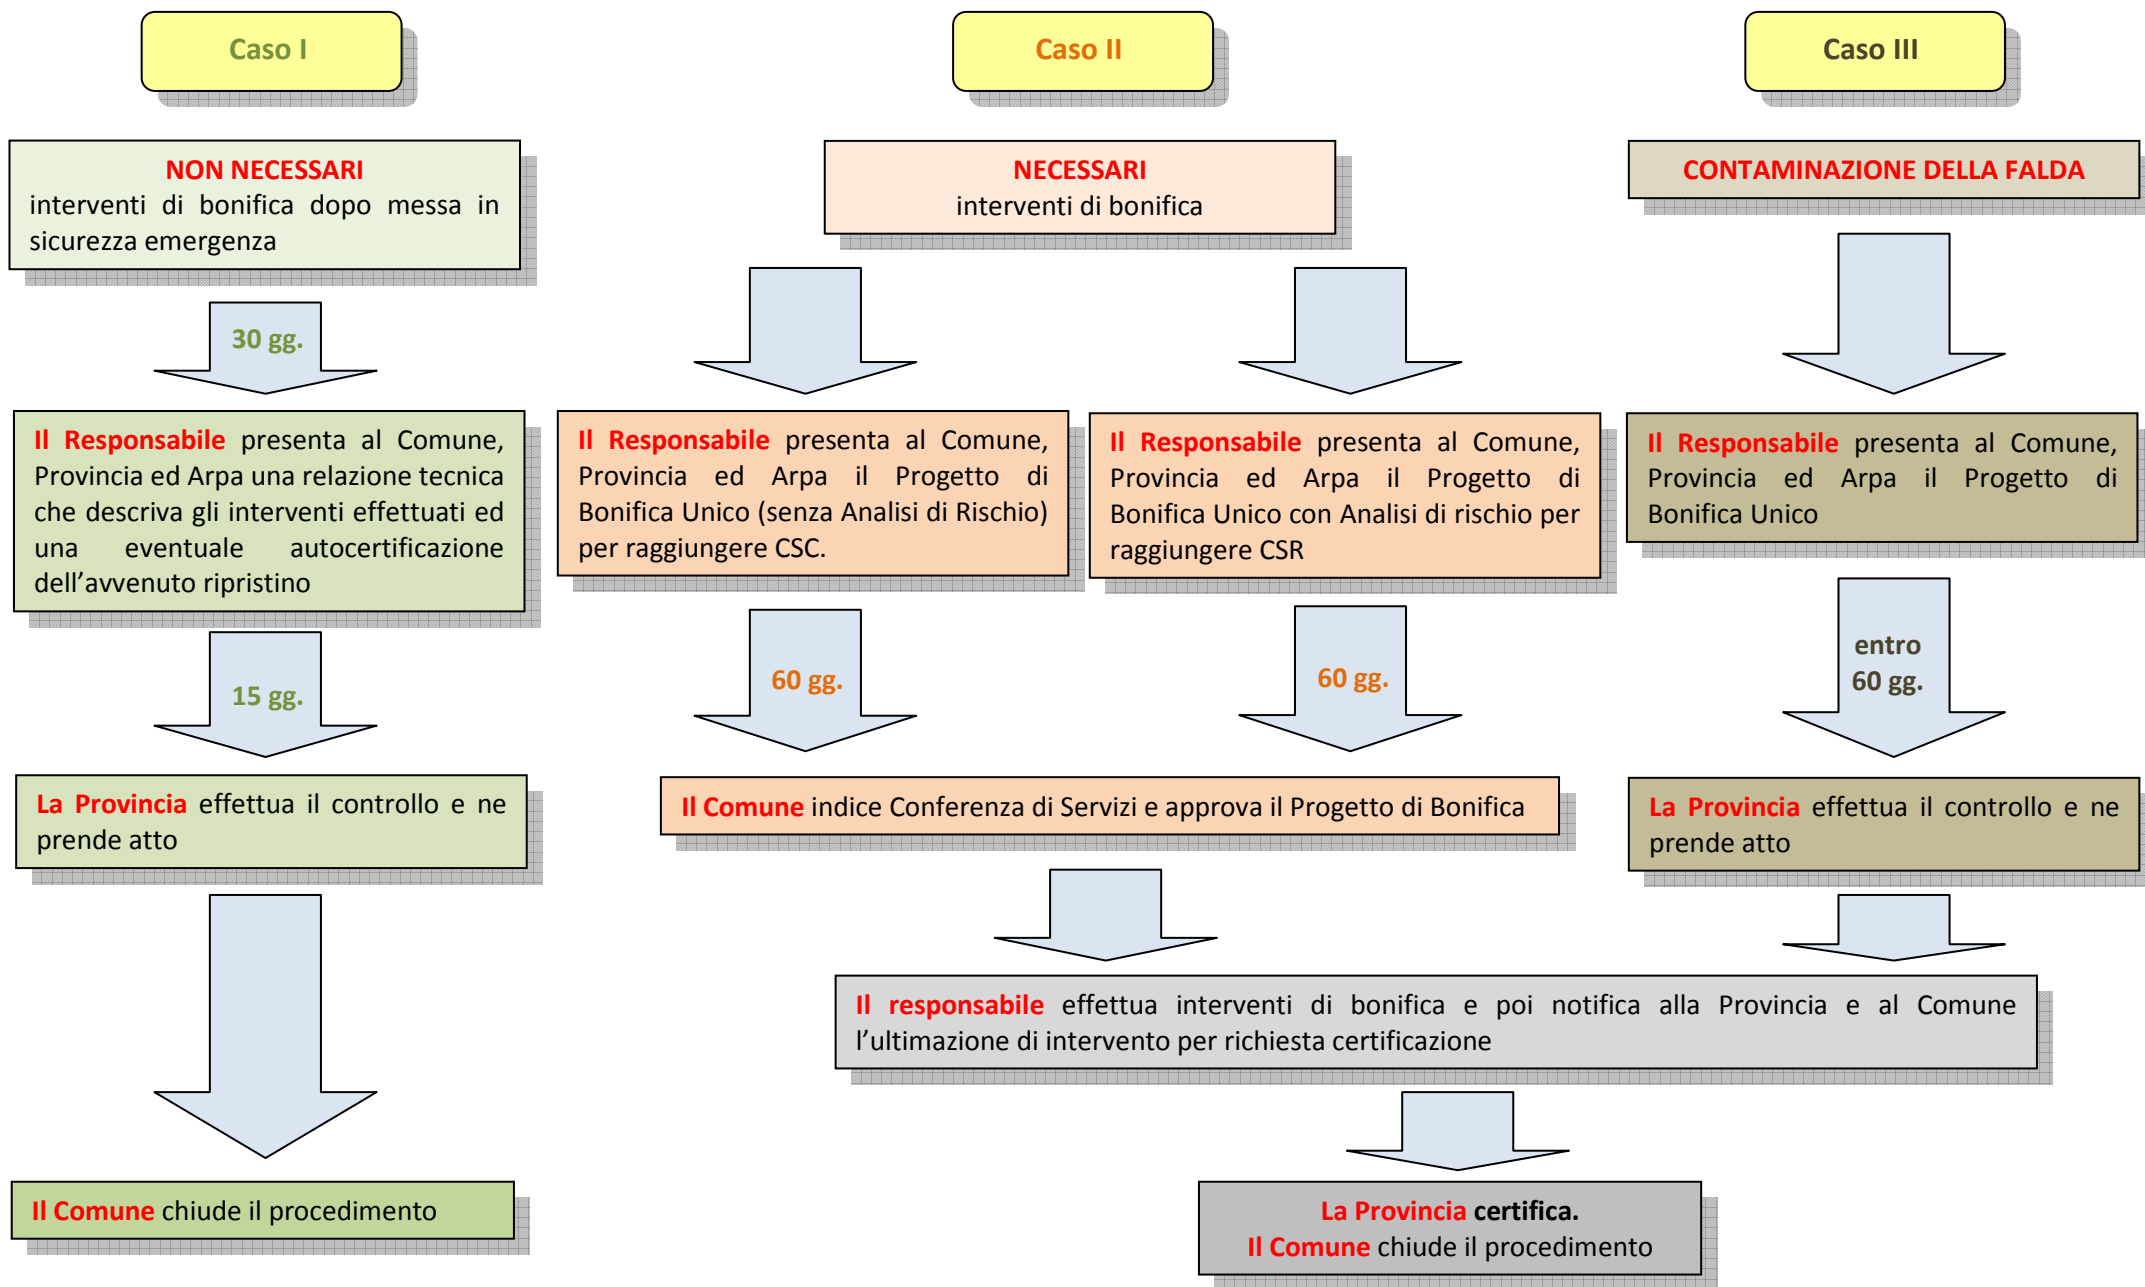 Caso I
Caso II
Caso III
NON NECESSARI
interventi di bonifica dopo messa in
sicurezza emergenza
NECESSARI
interventi di bonifica
CONTAMINAZIONE DELLA FALDA
30 gg.
Il Responsabile presenta al Comune,
Provincia ed Arpa una relazione tecnica
che descriva gli interventi effettuati ed
una eventuale autocertificazione
dell’avvenuto ripristino
Il Responsabile presenta al Comune,
Provincia ed Arpa il Progetto di
Bonifica Unico (senza Analisi di Rischio)
per raggiungere CSC.
Il Responsabile presenta al Comune,
Provincia ed Arpa il Progetto di
Bonifica Unico con Analisi di rischio per
raggiungere CSR
Il Responsabile presenta al Comune,
Provincia ed Arpa il Progetto di
Bonifica Unico
15 gg.
60 gg.
60 gg.
entro
60 gg.
La Provincia effettua il controllo e ne
prende atto
Il Comune indice Conferenza di Servizi e approva il Progetto di Bonifica
La Provincia effettua il controllo e ne
prende atto
Il responsabile effettua interventi di bonifica e poi notifica alla Provincia e al Comune
l’ultimazione di intervento per richiesta certificazione
Il Comune chiude il procedimento
La Provincia certifica.
Il Comune chiude il procedimento